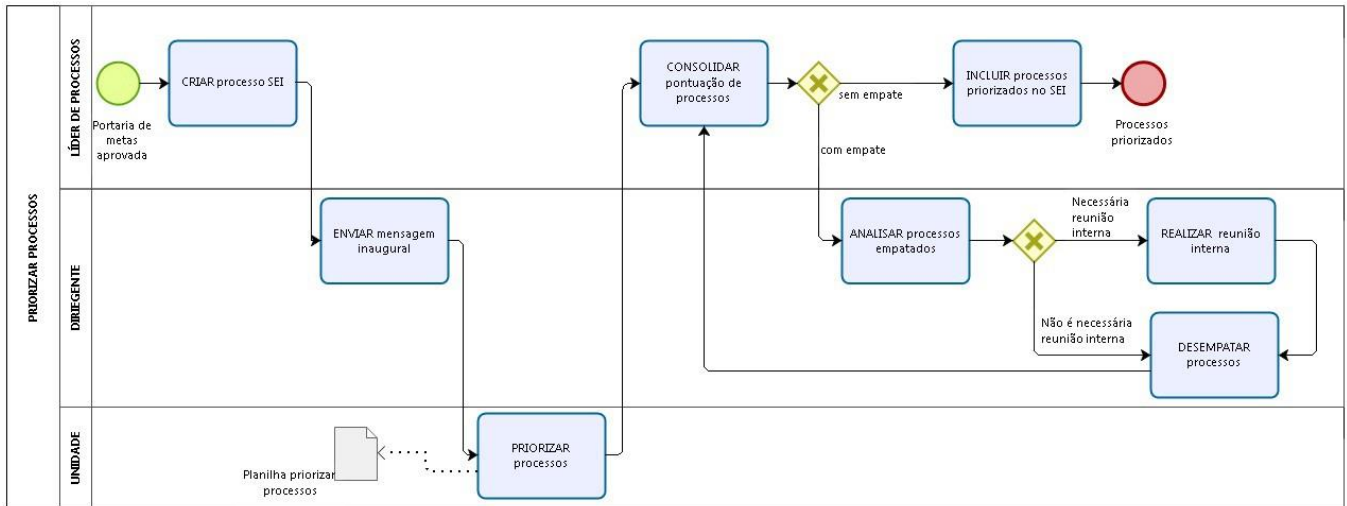 PRIORIZAR PROCESSOS
LÍDER DE PROCESSOS
Portaria de
metas
aprovada
CRIAR processo SEI
CONSOLIDAR
pontuação de
processos
sem empate
com empate
INCLUIR processos
priorizados no SEI
Processos
priorizados
DIRIEGENTE
ENVIAR mensagem
inaugural
ANALISAR processos
empatados
Necessária
reunião
interna
REALIZAR reunião
interna
Não é necessária
reunião interna
DESEMPATAR
processos
UNIDADE
Planilha priorizar
processos
PRIORIZAR
processos